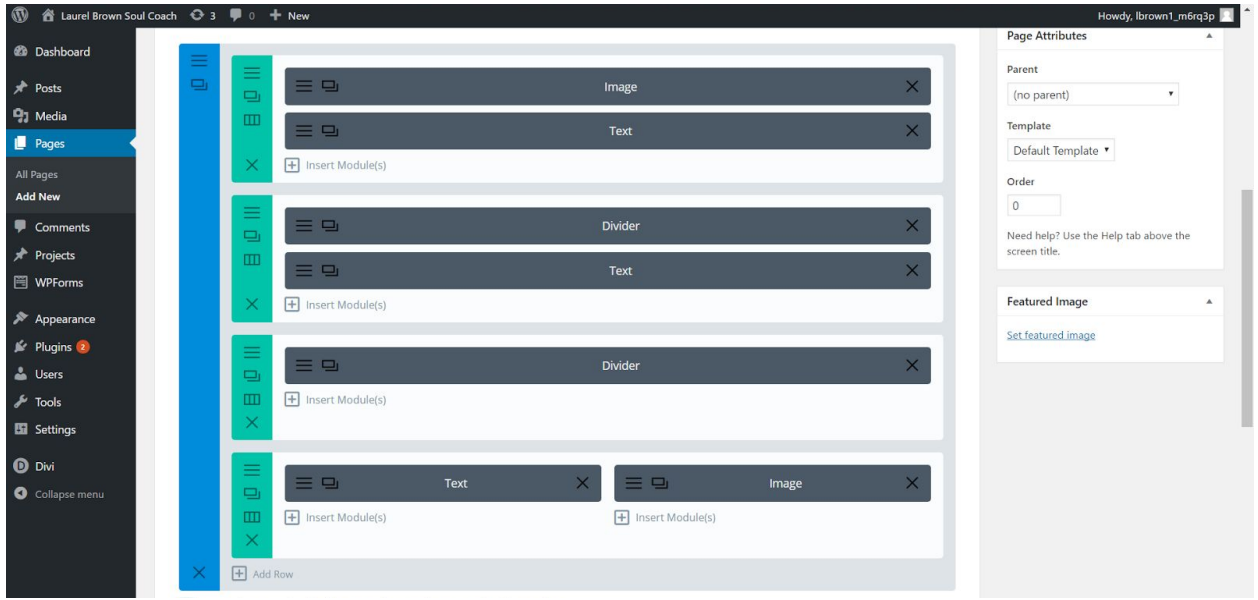 Laurel Brown Soul Coach 3 0 + New Howdy, lbrown1_m6rq3p
Dashboard
Posts
Media
Pages
All Pages
Add New
Comments
Projects
WPForms
Appearance
Plugins 2
Users
Tools
Settings
Divi
Collapse menu
Image
Text
Insert Module(s)
Divider
Text
Insert Module(s)
Divider
Insert Module(s)
Text Image
Insert Module(s) Insert Module(s)
Add Row
Page Attributes
Parent
(no parent)
Template
Default Template
Order
0
Need help? Use the Help tab above the
screen title.
Featured Image
Set featured image